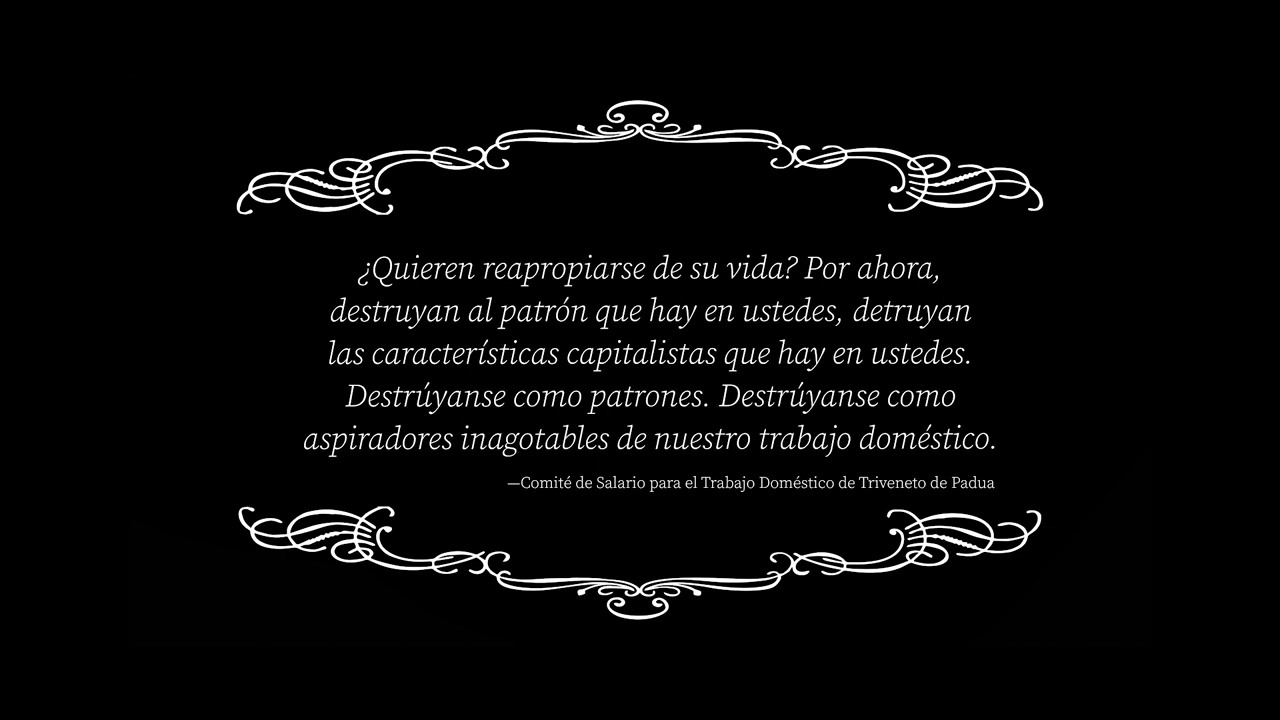 ¿Quieren reapropiarse de su vida? Por ahora,
destruyan al patrón que hay en ustedes, detruyan
las características capitalistas que hay en ustedes.
Destrúyanse como patrones. Destrúyanse como
aspiradores inagotables de nuestro trabajo doméstico.
—Comité de Salario para el Trabajo Doméstico de Triveneto de Padua